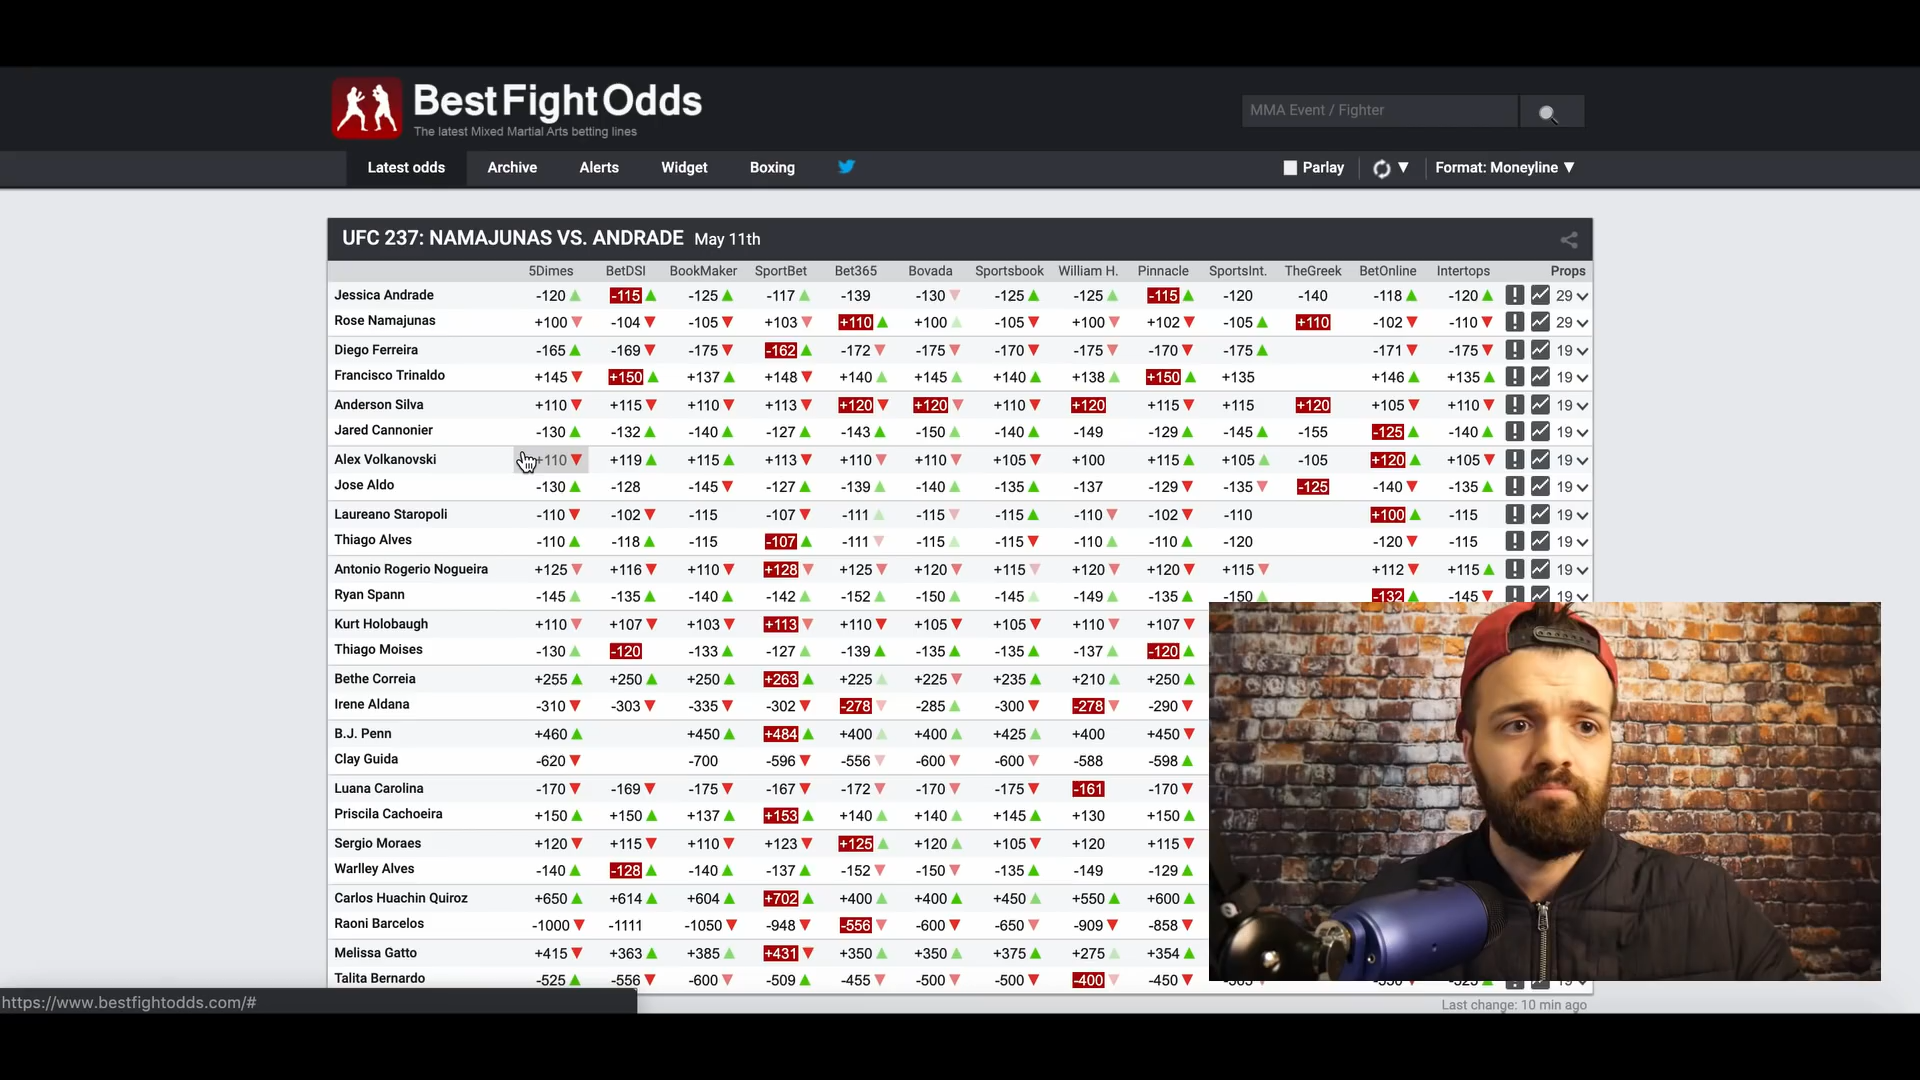 BestFightOdds
The latest Mixed Martial Arts betting lines
MMA Event / Fighter
Latest odds Archive Alerts Widget Boxing Parlay Format: Moneyline ▼
UFC 237: NAMAJUNAS VS. ANDRADE May 11th
5Dimes BetDSI BookMaker SportBet Bet365 Bovada Sportsbook William H. Pinnacle SportsInt. TheGreek BetOnline Intertops Props
Jessica Andrade -120 -115 -125 -117 -139 -130 -125 -125 -115 -120 -140 -118 -120 29
Rose Namajunas +100 -104 -105 +103 +110 +100 -105 +100 +102 -105 +110 -102 -110 29
Diego Ferreira -165 -169 -175 -162 -172 -175 -170 -175 -170 -175 -171 -175 19
Francisco Trinaldo +145 +150 +137 +148 +140 +145 +140 +138 +150 +135 +146 +135 19
Anderson Silva +110 +115 +110 +113 +120 +120 +110 +120 +115 +115 +120 +105 +110 19
Jared Cannonier -130 -132 -140 -127 -143 -150 -140 -149 -129 -145 -155 -125 -140 19
Alex Volkanovski +110 +119 +115 +113 +110 +110 +105 +100 +115 +105 -105 +120 +105 19
Jose Aldo -130 -128 -145 -127 -139 -140 -135 -137 -129 -135 -125 -140 -135 19
Laureano Staropoli -110 -102 -115 -107 -111 -115 -115 -110 -102 -110 +100 -115 19
Thiago Alves -110 -118 -115 -107 -111 -115 -115 -110 -110 -120 -120 -115 19
Antonio Rogerio Nogueira +125 +116 +110 +128 +125 +120 +115 +120 +120 +115 +112 +115 19
Ryan Spann -145 -135 -140 -142 -152 -150 -145 -149 -135 -150 -132 -145 19
Kurt Holobaugh +110 +107 +103 +113 +110 +105 +105 +110 +107
Thiago Moises -130 -120 -133 -127 -139 -135 -135 -137 -120
Bethe Correia +255 +250 +250 +263 +225 +225 +235 +210 +250
Irene Aldana -310 -303 -335 -302 -278 -285 -300 -278 -290
B.J. Penn +460 +450 +484 +400 +400 +425 +400 +450
Clay Guida -620 -700 -596 -556 -600 -600 -588 -598
Luana Carolina -170 -169 -175 -167 -172 -170 -175 -161 -170
Priscila Cachoeira +150 +150 +137 +153 +140 +140 +145 +130 +150
Sergio Moraes +120 +115 +110 +123 +125 +120 +105 +120 +115
Warlley Alves -140 -128 -140 -137 -152 -150 -135 -149 -129
Carlos Huachin Quiroz +650 +614 +604 +702 +400 +400 +450 +550 +600
Raoni Barcelos -1000 -1111 -1050 -948 -556 -600 -650 -909 -858
Melissa Gatto +415 +363 +385 +431 +350 +350 +375 +275 +354
Talita Bernardo -525 -556 -600 -509 -455 -500 -500 -400 -450
https://www.bestfightodds.com/#
Last change: 10 min ago